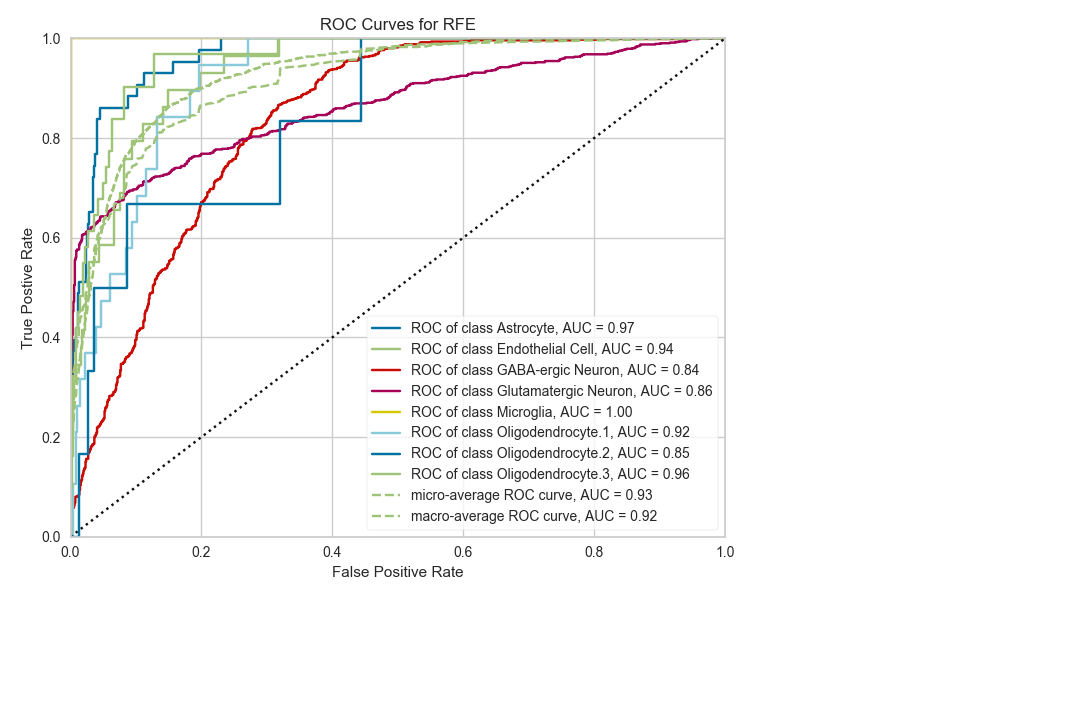 ROC Curves for RFE
True Postive Rate
1.0
0.8
0.6
0.4
0.2
0.0
ROC of class Astrocyte, AUC = 0.97
ROC of class Endothelial Cell, AUC = 0.94
ROC of class GABA-ergic Neuron, AUC = 0.84
ROC of class Glutamatergic Neuron, AUC = 0.86
ROC of class Microglia, AUC = 1.00
ROC of class Oligodendrocyte.1, AUC = 0.92
ROC of class Oligodendrocyte.2, AUC = 0.85
ROC of class Oligodendrocyte.3, AUC = 0.96
micro-average ROC curve, AUC = 0.93
macro-average ROC curve, AUC = 0.92
0.0 0.2 0.4 0.6 0.8 1.0
False Positive Rate